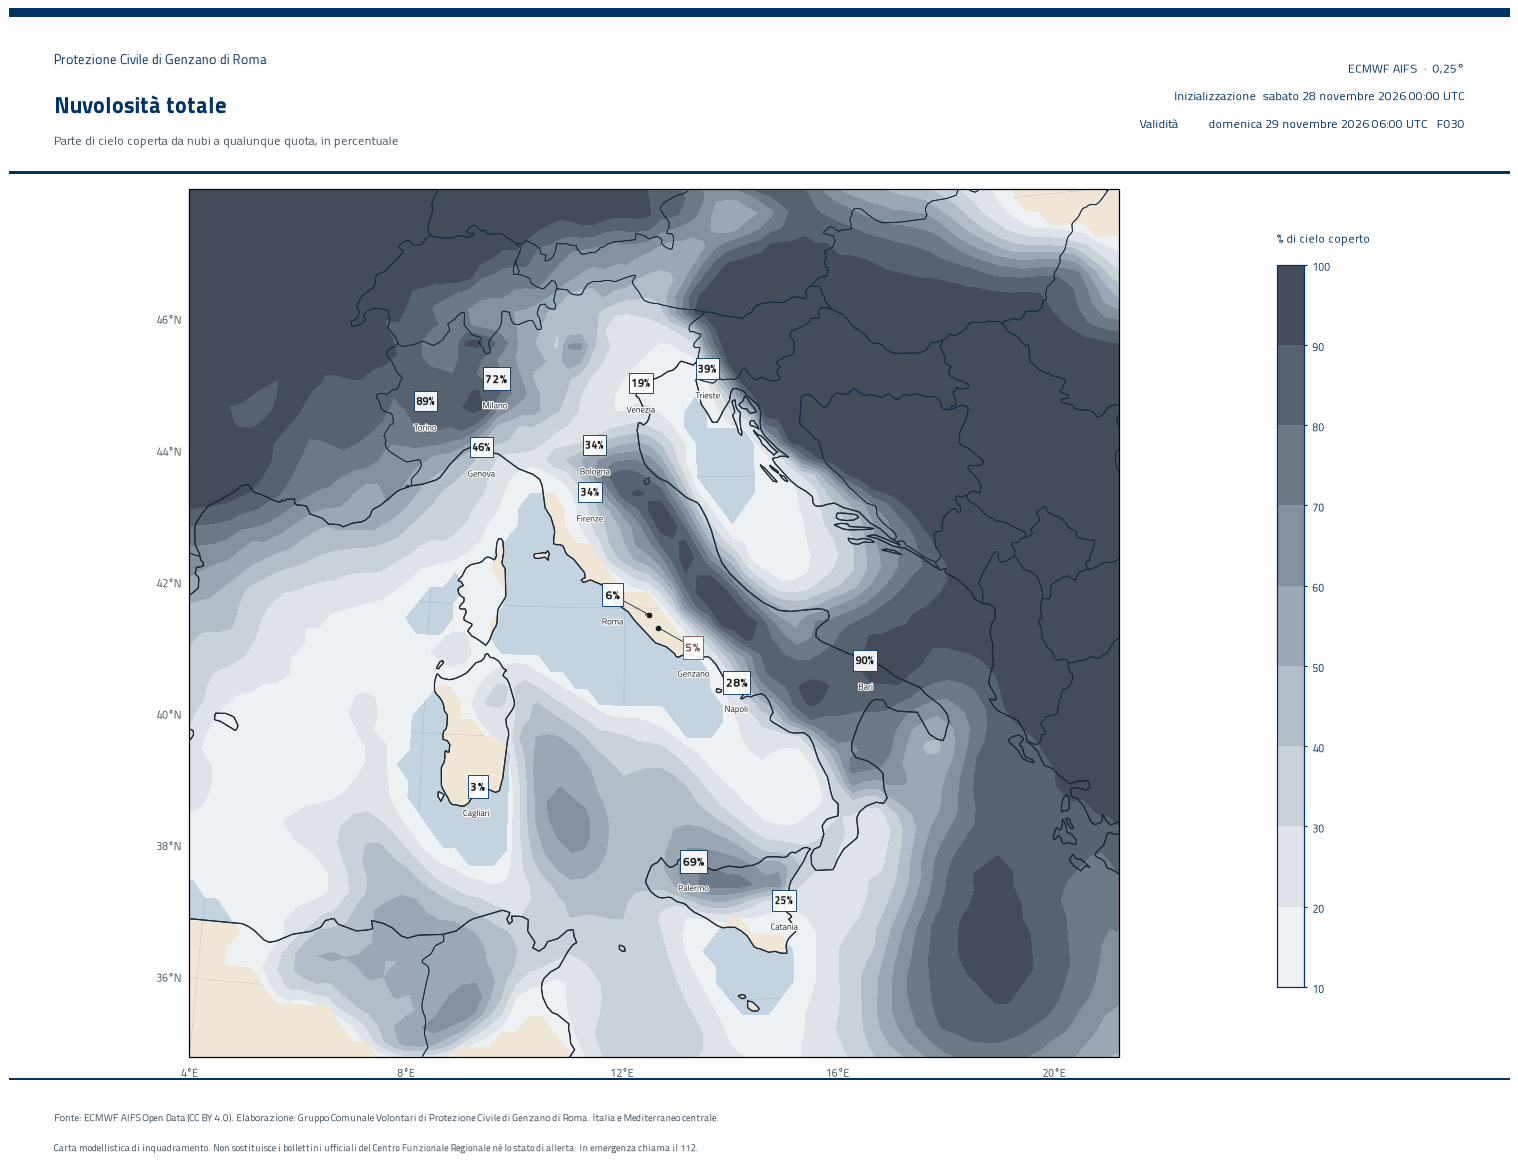 Protezione Civile di Genzano di Roma
Nuvolosità totale
Parte di cielo coperta da nubi a qualunque quota, in percentuale
ECMWF AIFS · 0,25°
Inizializzazione sabato 28 novembre 2026 00:00 UTC
Validità domenica 29 novembre 2026 06:00 UTC F030
% di cielo coperto
100
90
80
70
60
50
40
30
20
10
46°N
44°N
42°N
40°N
38°N
36°N
4°E
8°E
12°E
16°E
20°E
39%
Trieste
72%
Milano
19%
Venezia
89%
Torino
46%
Genova
34%
Bologna
34%
Firenze
6%
Roma
5%
Genzano
90%
Bari
28%
Napoli
3%
Cagliari
69%
Palermo
25%
Catania
Fonte: ECMWF AIFS Open Data (CC BY 4.0). Elaborazione: Gruppo Comunale Volontari di Protezione Civile di Genzano di Roma. Italia e Mediterraneo centrale.
Carta modellistica di inquadramento. Non sostituisce i bollettini ufficiali del Centro Funzionale Regionale né lo stato di allerta. In emergenza chiama il 112.